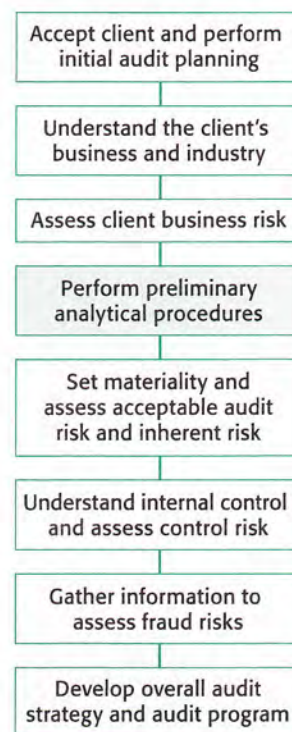 Accept client and perform
initial audit planning
Understand the client's
business and industry
Assess client business risk
Perform preliminary
analytical procedures
Set materiality and
assess acceptable audit
risk and inherent risk
Understand internal control
and assess control risk
Gather information to
assess fraud risks
Develop overall audit
strategy and audit program